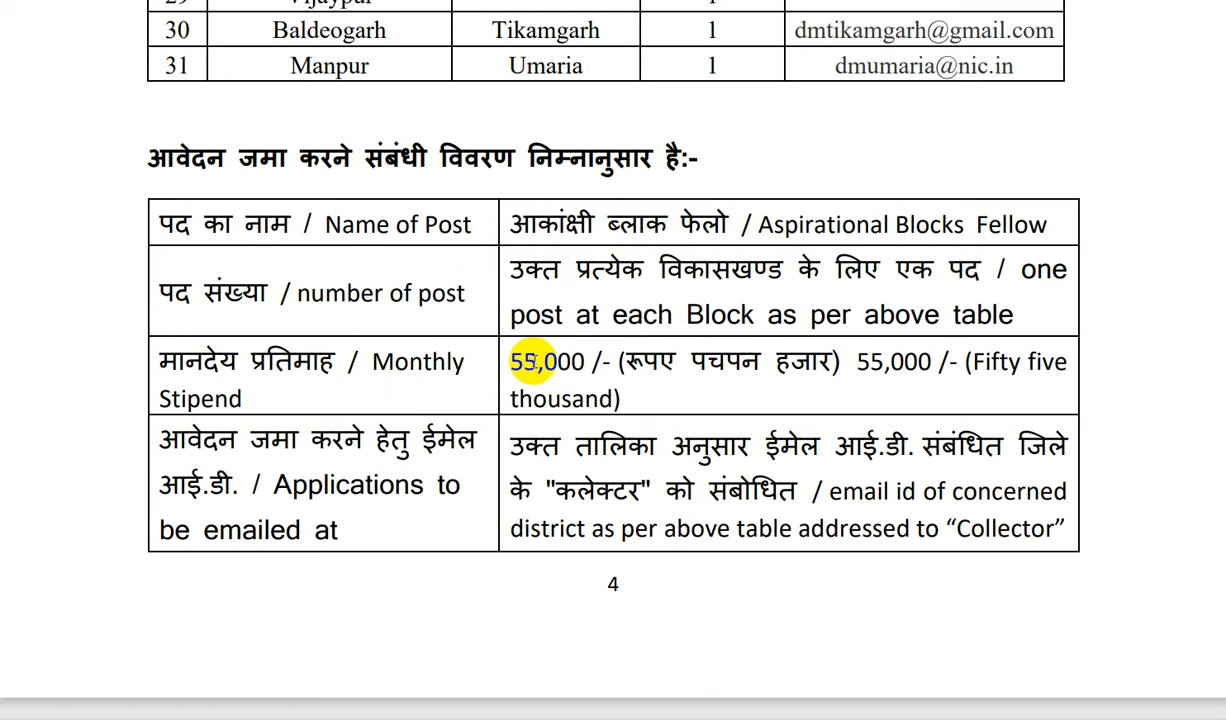 29 Vijaypur 1
30 Baldeogarh Tikamgarh 1 dmtikamgarh@gmail.com
31 Manpur Umaria 1 dmumaria@nic.in
आवेदन जमा करने संबंधी विवरण निम्नानुसार है:-
पद का नाम / Name of Post
आकांक्षी ब्लाक फेलो / Aspirational Blocks Fellow
पद संख्या / number of post
उक्त प्रत्येक विकासखण्ड के लिए एक पद / one
post at each Block as per above table
मानदेय प्रतिमाह / Monthly
Stipend
55,000 /- (रूपए पचपन हजार) 55,000 /- (Fifty five
thousand)
आवेदन जमा करने हेतु ईमेल
आई.डी. / Applications to
be emailed at
उक्त तालिका अनुसार ईमेल आई.डी. संबंधित जिले
के "कलेक्टर" को संबोधित / email id of concerned
district as per above table addressed to “Collector”
4